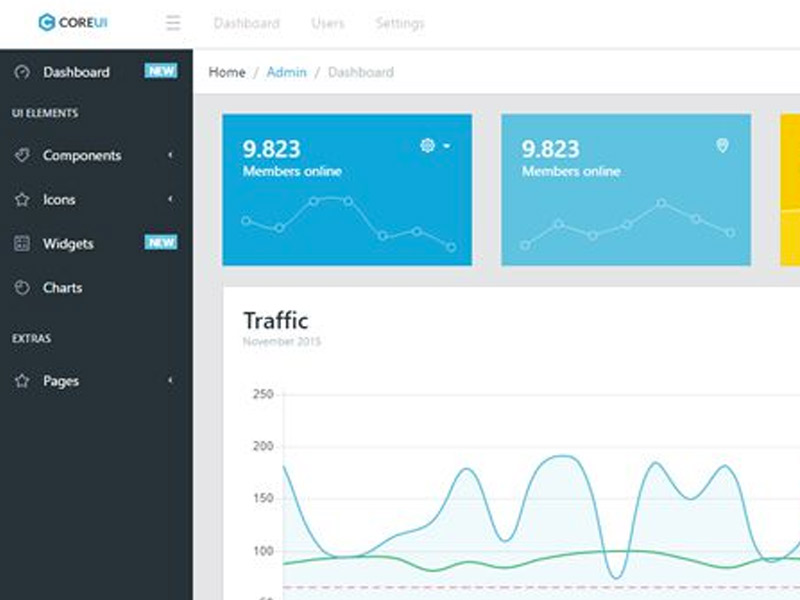 COREUI
Dashboard Users Settings
Dashboard NEW
UI ELEMENTS
Components
Icons
Widgets NEW
Charts
EXTRAS
Pages
Home / Admin / Dashboard
9.823
Members online
9.823
Members online
Traffic
November 2015
250
200
150
100